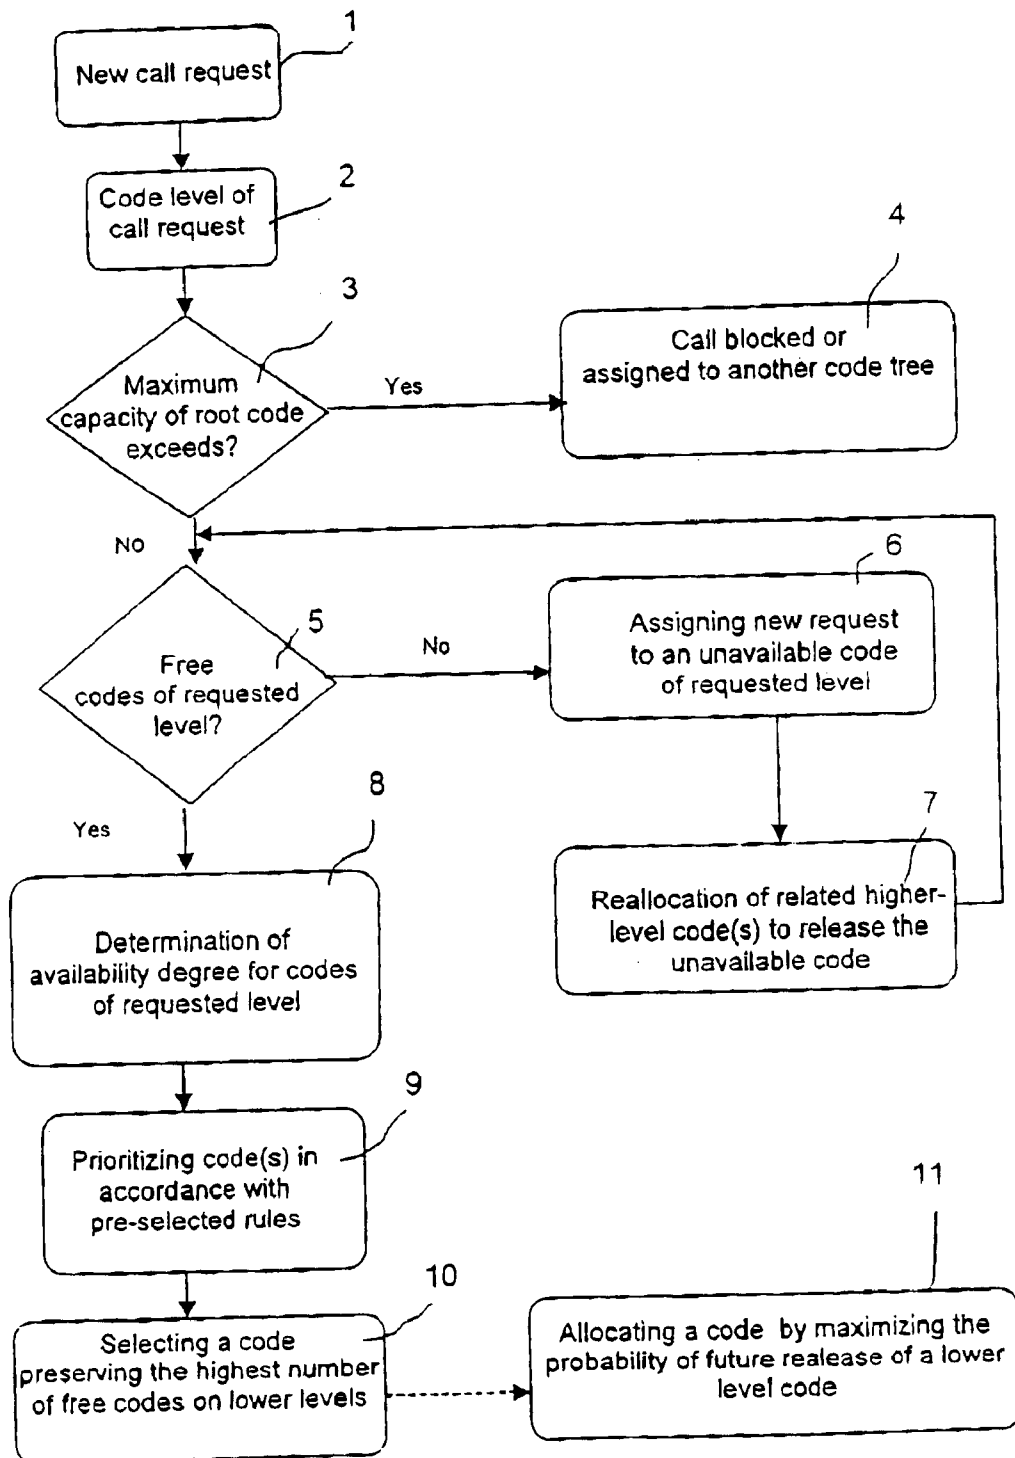 1
New call request
2
Code level of
call request
3
Maximum
capacity of root code
exceeds?
Yes
4
Call blocked or
assigned to another code tree
No
5
Free
codes of requested
level?
No
6
Assigning new request
to an unavailable code
of requested level
7
Reallocation of related higher-
level code(s) to release the
unavailable code
Yes
8
Determination of
availability degree for codes
of requested level
9
Prioritizing code(s) in
accordance with
pre-selected rules
10
Selecting a code
preserving the highest number
of free codes on lower levels
11
Allocating a code by maximizing the
probability of future realease of a lower
level code